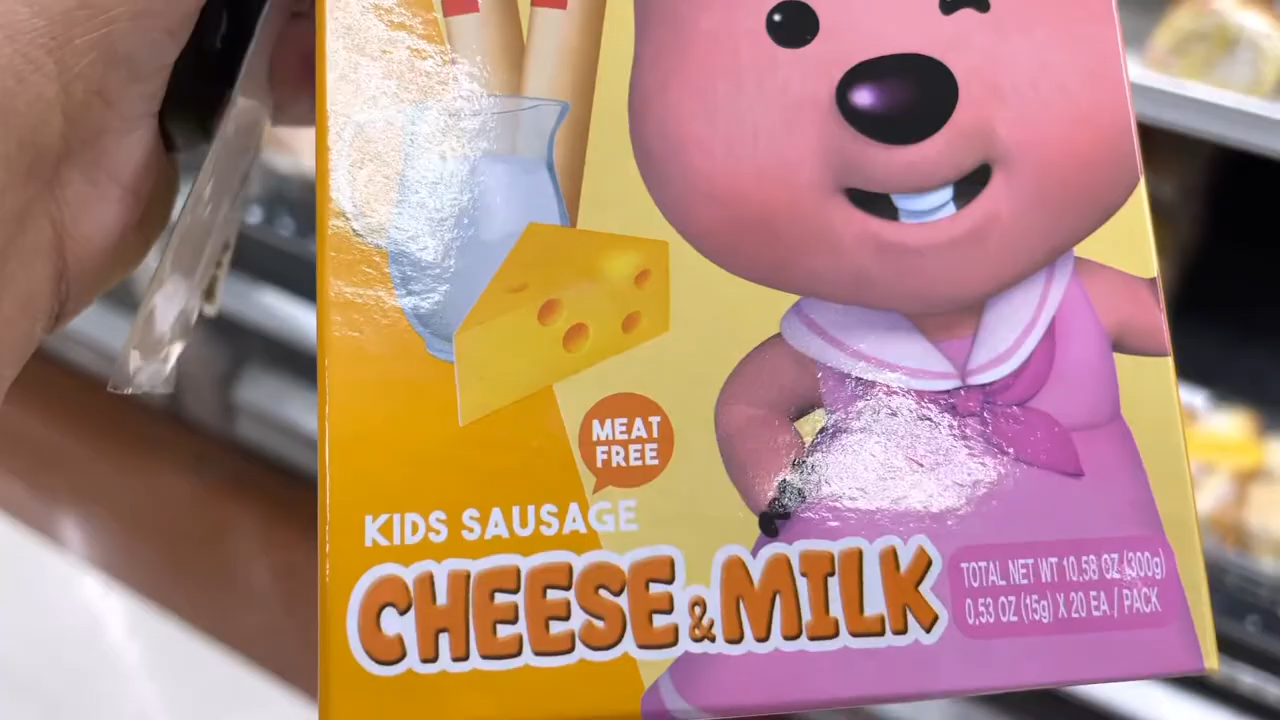 MEAT
FREE
KIDS SAUSAGE
CHEESE & MILK
TOTAL NET WT 10.58 OZ (300g)
0.53 OZ (15g) X 20 EA / PACK